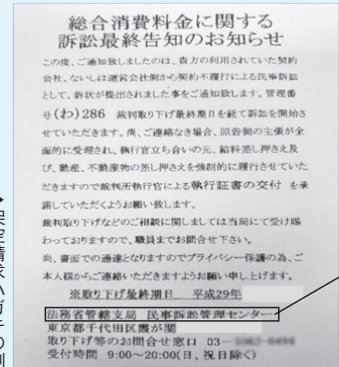 総合消費料金に関する
訴訟最終告知のお知らせ
この度、ご通知致しましたのは、貴方の利用されていた契約
会社、ないしは運営会社側から契約不履行による民事訴訟
として、訴状が提出されました事をご通知致します。管理番
号(わ)286 裁判取り下げ最終期日を経て訴訟を開始さ
せていただきます。尚、ご連絡なき場合、原告側の主張が全
面的に受理され、執行官立ち会いの元、給料差し押さえ及
び、動産、不動産物の差し押さえを強制的に履行させていた
だきますので裁判所執行官による執行証書の交付 を承
諾していただくようお願い致します。
裁判取り下げなどのご相談に関しましては当局にて受け賜
わっておりますので、職員までお問合せ下さい。
尚、書面での通達となりますのでプライバシー保護の為、ご
本人様からご連絡いただきますようお願い申し上げます。
※取り下げ最終期日 平成29年
法務省管轄支局 民事訴訟管理センター
東京都千代田区霞が関
取り下げ等のお問合せ窓口 03-
受付時間 9:00~20:00(日、祝日除く)
架空請求ハガキの例